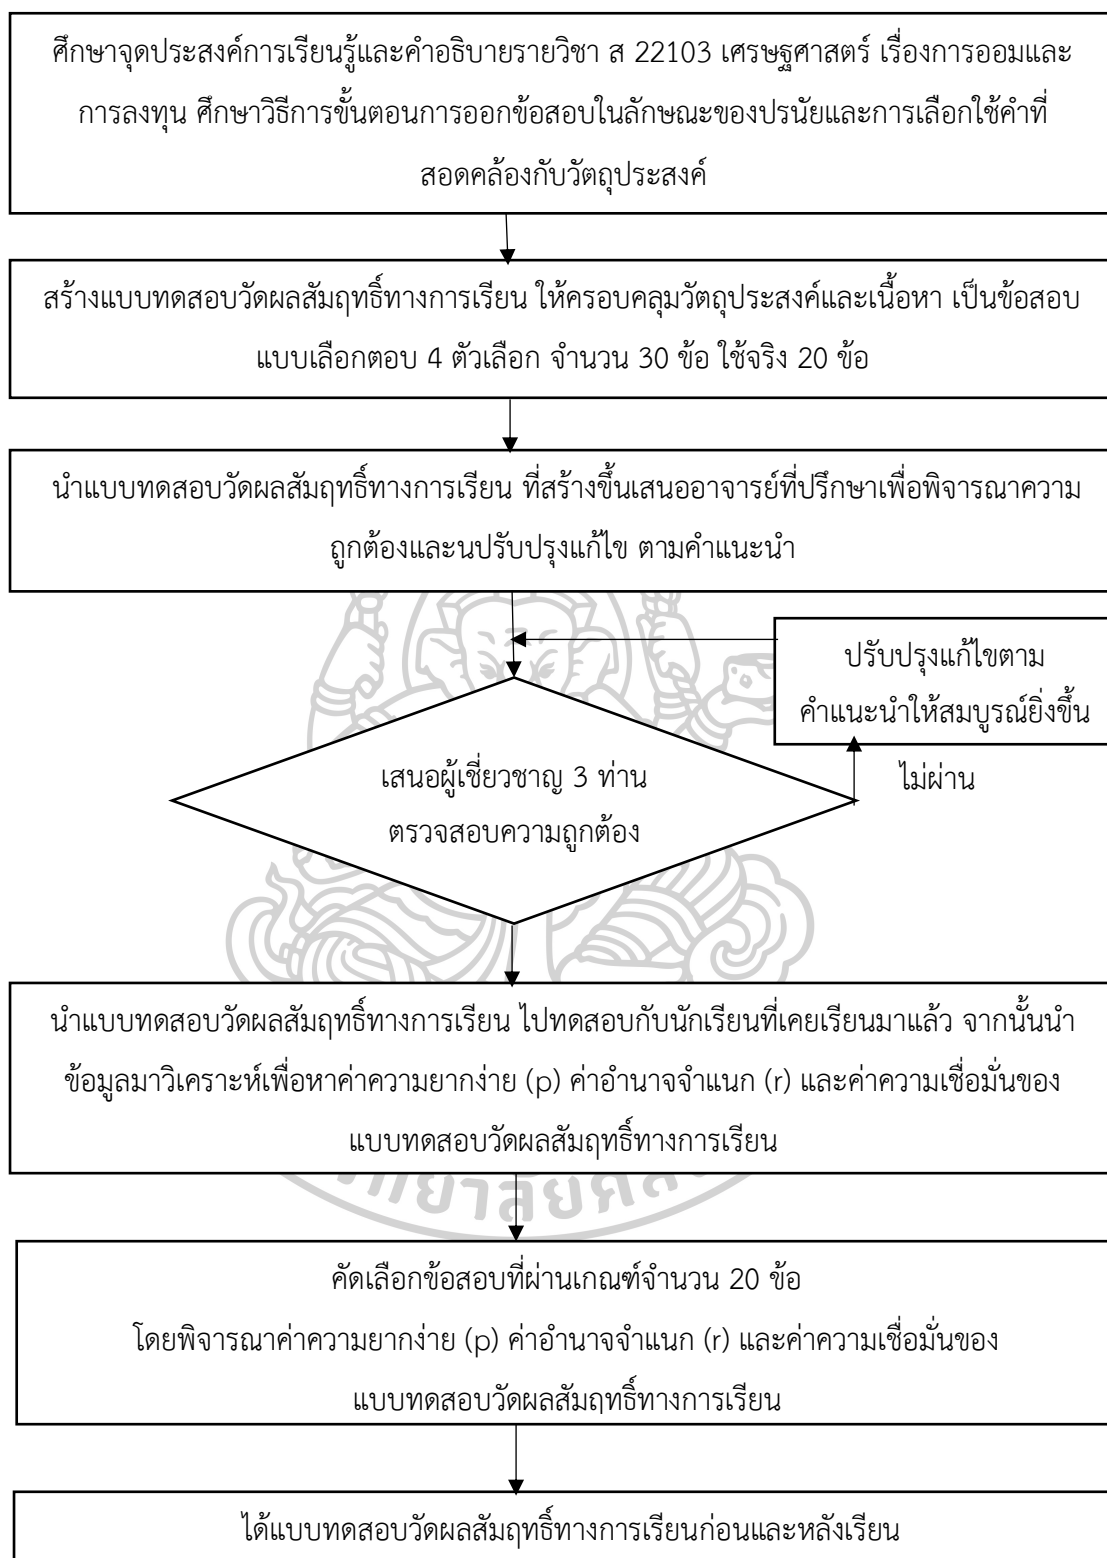 ศึกษาจุดประสงค์การเรียนรู้และคำอธิบายรายวิชา ส 22103 เศรษฐศาสตร์ เรื่องการออมและ
การลงทุน ศึกษาวิธีการขั้นตอนการออกข้อสอบในลักษณะของปรนัยและการเลือกใช้คำที่
สอดคล้องกับวัตถุประสงค์
สร้างแบบทดสอบวัดผลสัมฤทธิ์ทางการเรียน ให้ครอบคลุมวัตถุประสงค์และเนื้อหา เป็นข้อสอบ
แบบเลือกตอบ 4 ตัวเลือก จำนวน 30 ข้อ ใช้จริง 20 ข้อ
นำแบบทดสอบวัดผลสัมฤทธิ์ทางการเรียน ที่สร้างขึ้นเสนออาจารย์ที่ปรึกษาเพื่อพิจารณาความ
ถูกต้องและนปรับปรุงแก้ไข ตามคำแนะนำ
ปรับปรุงแก้ไขตาม
คำแนะนำให้สมบูรณ์ยิ่งขึ้น
ไม่ผ่าน
เสนอผู้เชี่ยวชาญ 3 ท่าน
ตรวจสอบความถูกต้อง
นำแบบทดสอบวัดผลสัมฤทธิ์ทางการเรียน ไปทดสอบกับนักเรียนที่เคยเรียนมาแล้ว จากนั้นนำ
ข้อมูลมาวิเคราะห์เพื่อหาค่าความยากง่าย (p) ค่าอำนาจจำแนก (r) และค่าความเชื่อมั่นของ
แบบทดสอบวัดผลสัมฤทธิ์ทางการเรียน
คัดเลือกข้อสอบที่ผ่านเกณฑ์จำนวน 20 ข้อ
โดยพิจารณาค่าความยากง่าย (p) ค่าอำนาจจำแนก (r) และค่าความเชื่อมั่นของ
แบบทดสอบวัดผลสัมฤทธิ์ทางการเรียน
ได้แบบทดสอบวัดผลสัมฤทธิ์ทางการเรียนก่อนและหลังเรียน